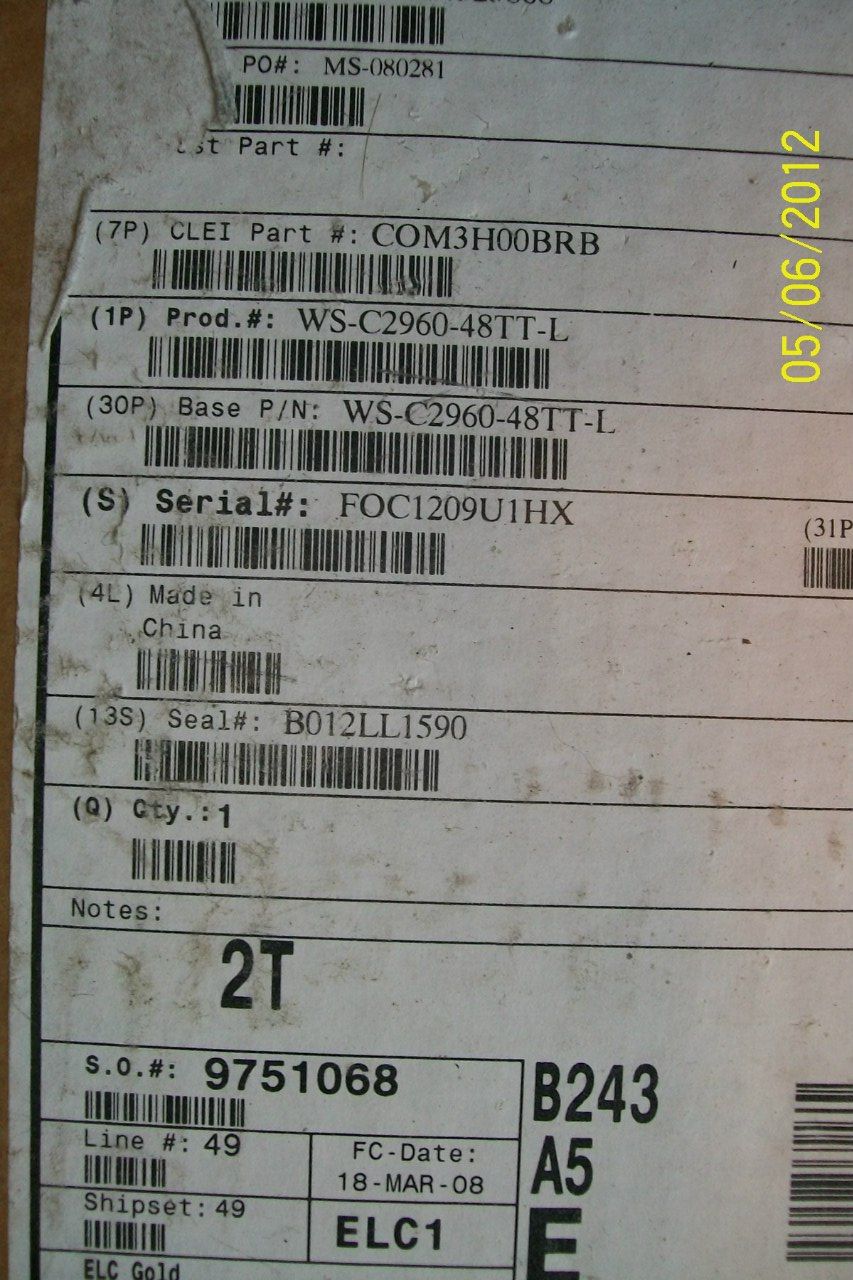 PO#: MS-080281
Part #:
(7P) CLEI Part #: COM3H00BRB
(1P) Prod.#: WS-C2960-48TT-L
(30P) Base P/N: WS-C2960-48TT-L
(S) Serial#: FOC1209U1HX
(31P
(4L) Made in
China
(13S) Seal#: B012LL1590
(Q) Qty.:1
Notes:
2T
S.O.#: 9751068
B243
Line #: 49
FC-Date:
18-MAR-08
A5
Shipset: 49
ELC1
E
ELC Gold
05/06/2012